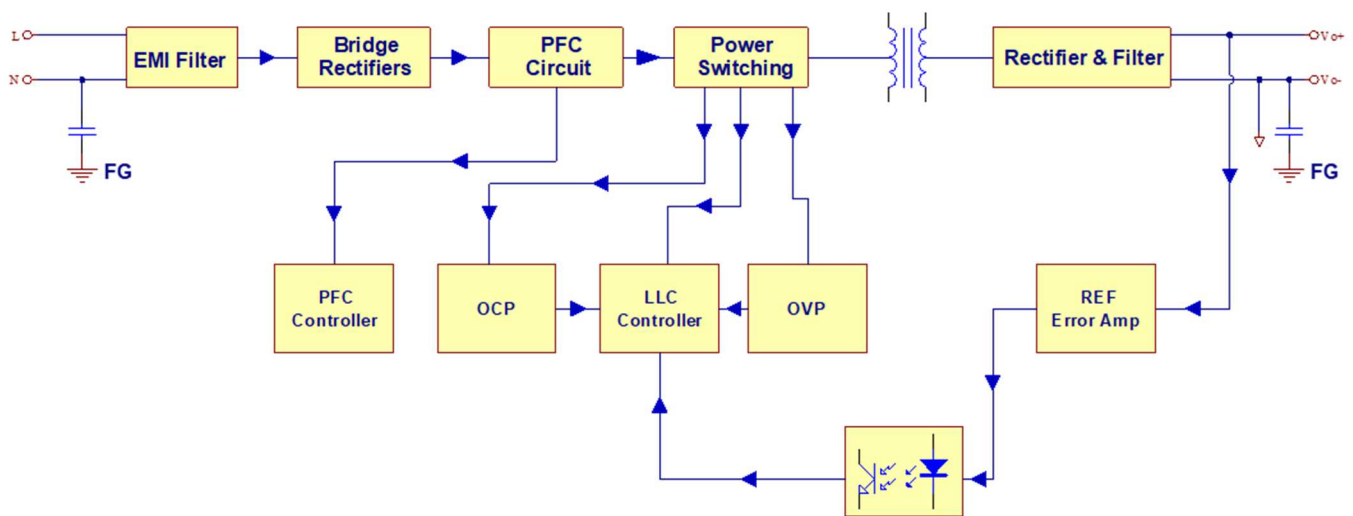 L
N
EMI Filter
Bridge
Rectifiers
PFC
Circuit
Power
Switching
Rectifier & Filter
Vo+
Vo-
FG
FG
PFC
Controller
OCP
LLC
Controller
OVP
REF
Error Amp